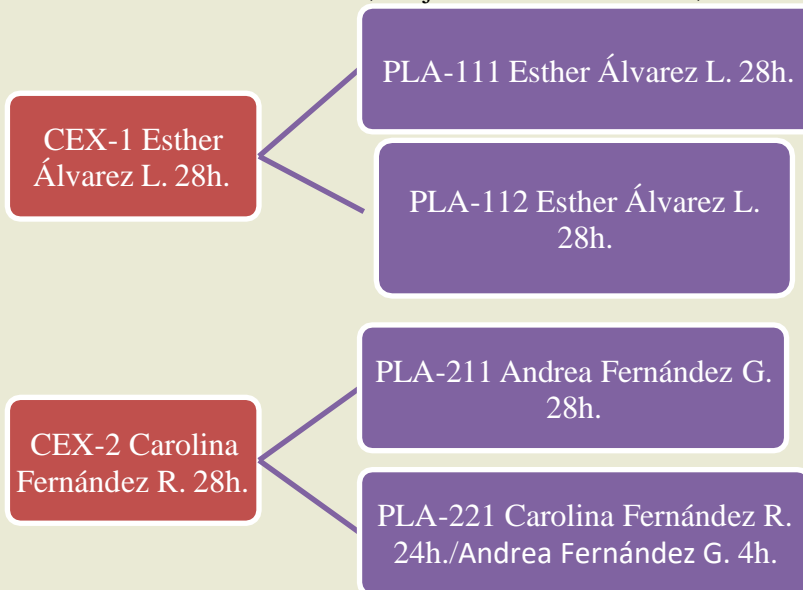 PLA-111 Esther Álvarez L. 28h.
CEX-1 Esther
Álvarez L. 28h.
PLA-112 Esther Álvarez L.
28h.
PLA-211 Andrea Fernández G.
28h.
CEX-2 Carolina
Fernández R. 28h.
PLA-221 Carolina Fernández R.
24h./Andrea Fernández G. 4h.